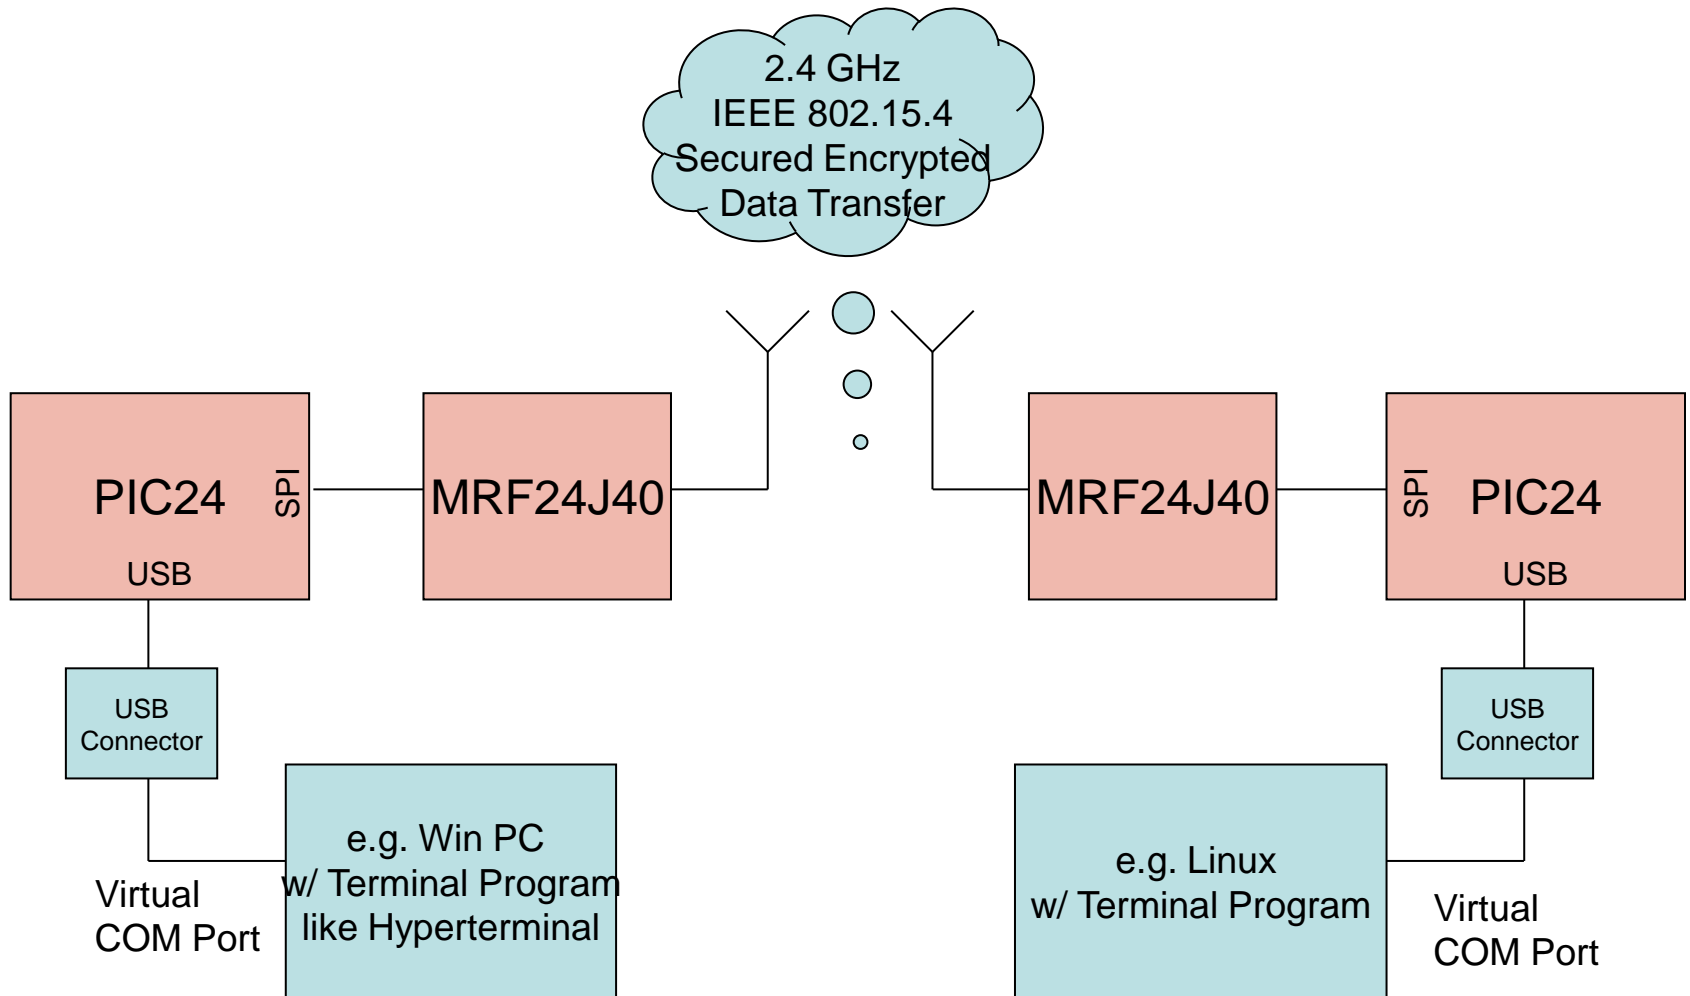 2.4 GHz
IEEE 802.15.4
Secured Encrypted
Data Transfer
PIC24
SPI
USB
MRF24J40
MRF24J40
SPI
PIC24
USB
USB
Connector
USB
Connector
e.g. Win PC
w/ Terminal Program
like Hyperterminal
Virtual
COM Port
e.g. Linux
w/ Terminal Program
Virtual
COM Port